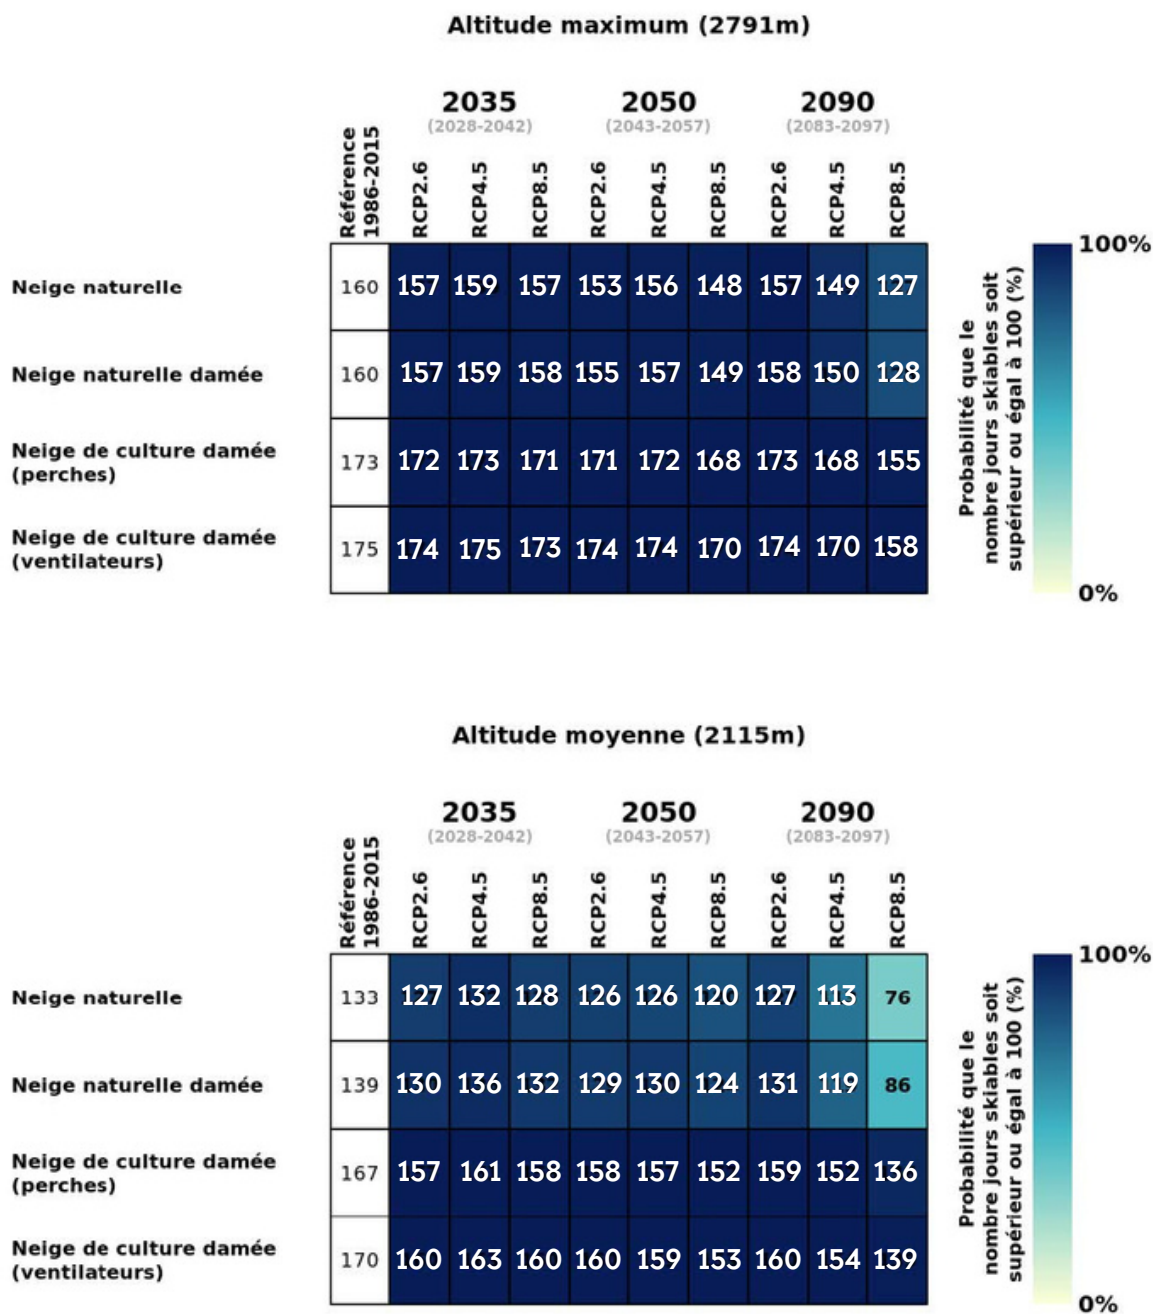 Altitude maximum (2791m)
2035 2050 2090
(2028-2042) (2043-2057) (2083-2097)
Référence
1986-2015
RCP2.6 RCP4.5 RCP8.5 RCP2.6 RCP4.5 RCP8.5 RCP2.6 RCP4.5 RCP8.5
Neige naturelle 160 157 159 157 153 156 148 157 149 127
Neige naturelle damée 160 157 159 158 155 157 149 158 150 128
Neige de culture damée
(perches) 173 172 173 171 171 172 168 173 168 155
Neige de culture damée
(ventilateurs) 175 174 175 173 174 174 170 174 170 158
100%
Probabilité que le
nombre jours skiables soit
supérieur ou égal à 100 (%)
0%
Altitude moyenne (2115m)
2035 2050 2090
(2028-2042) (2043-2057) (2083-2097)
Référence
1986-2015
RCP2.6 RCP4.5 RCP8.5 RCP2.6 RCP4.5 RCP8.5 RCP2.6 RCP4.5 RCP8.5
Neige naturelle 133 127 132 128 126 126 120 127 113 76
Neige naturelle damée 139 130 136 132 129 130 124 131 119 86
Neige de culture damée
(perches) 167 157 161 158 158 157 152 159 152 136
Neige de culture damée
(ventilateurs) 170 160 163 160 160 159 153 160 154 139
100%
Probabilité que le
nombre jours skiables soit
supérieur ou égal à 100 (%)
0%